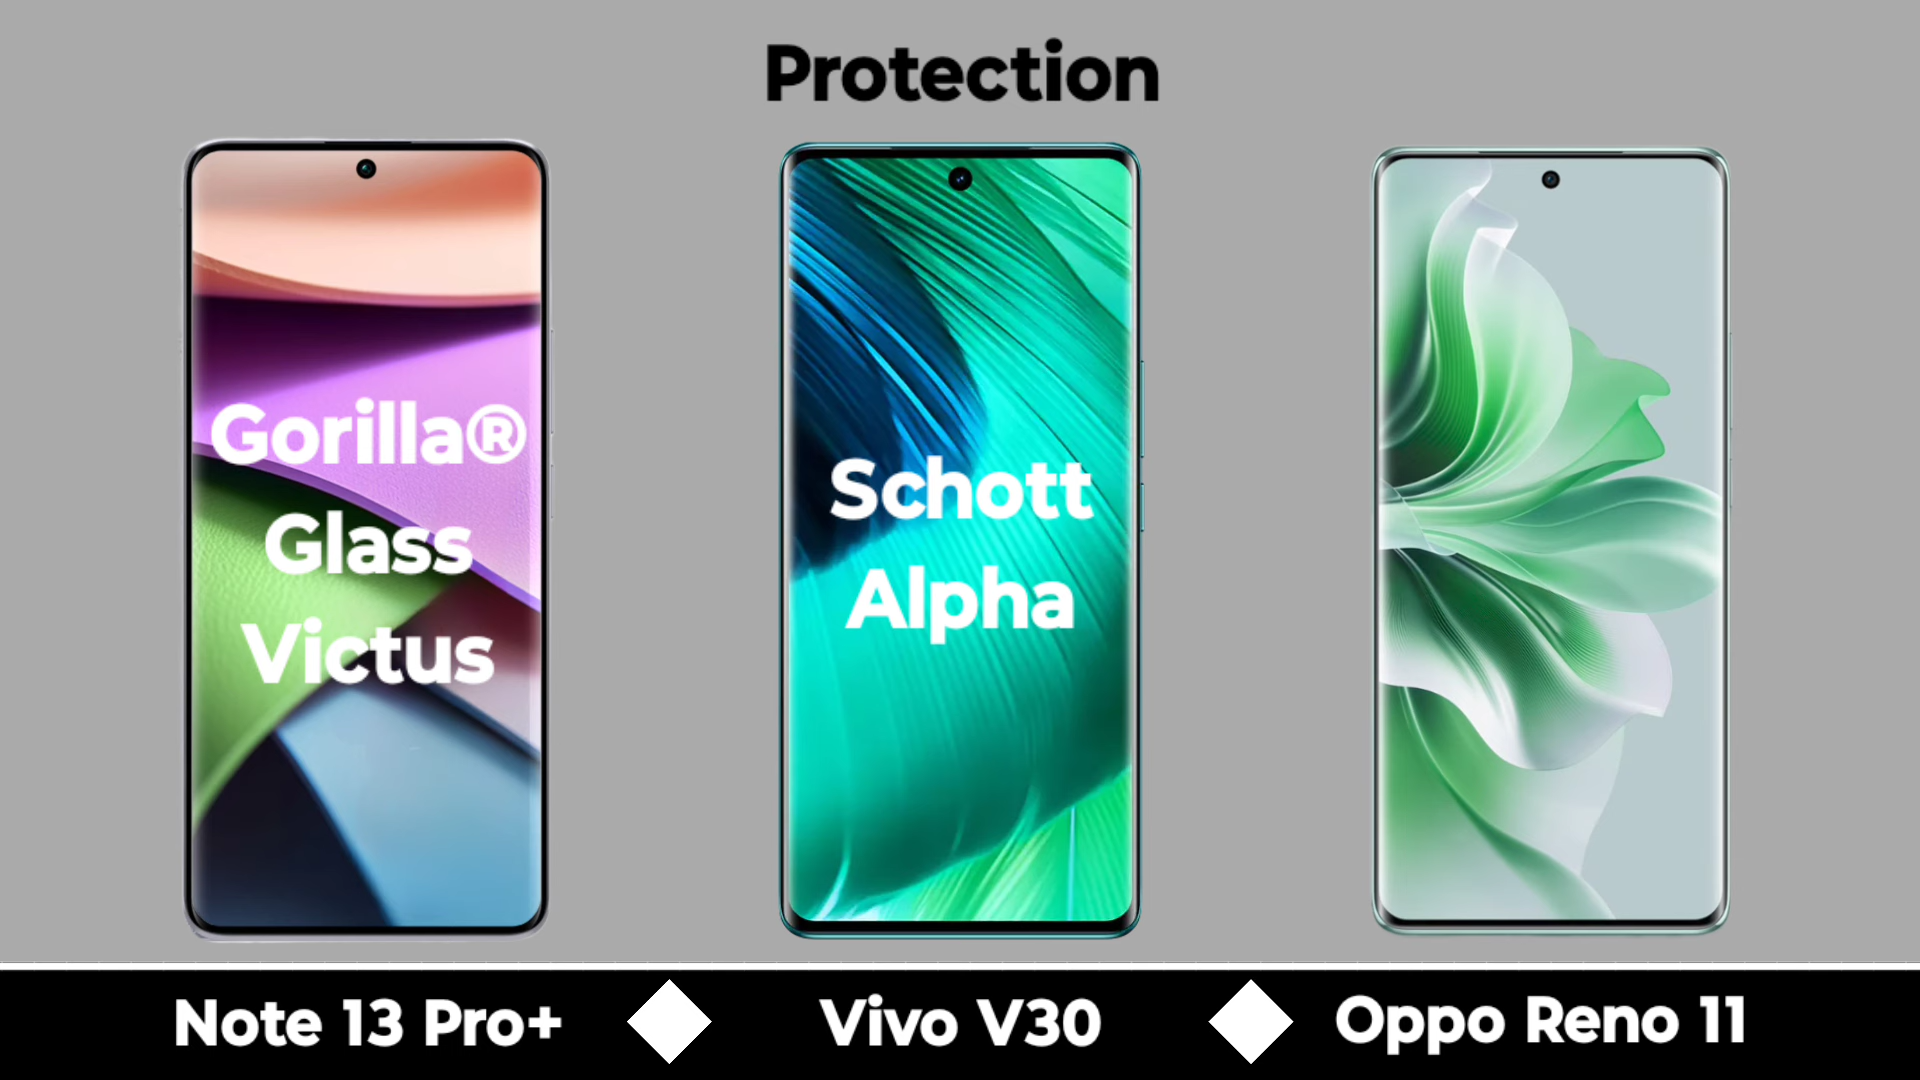 Protection
Gorilla®
Glass
Victus
Schott
Alpha
Note 13 Pro+
Vivo V30
Oppo Reno 11